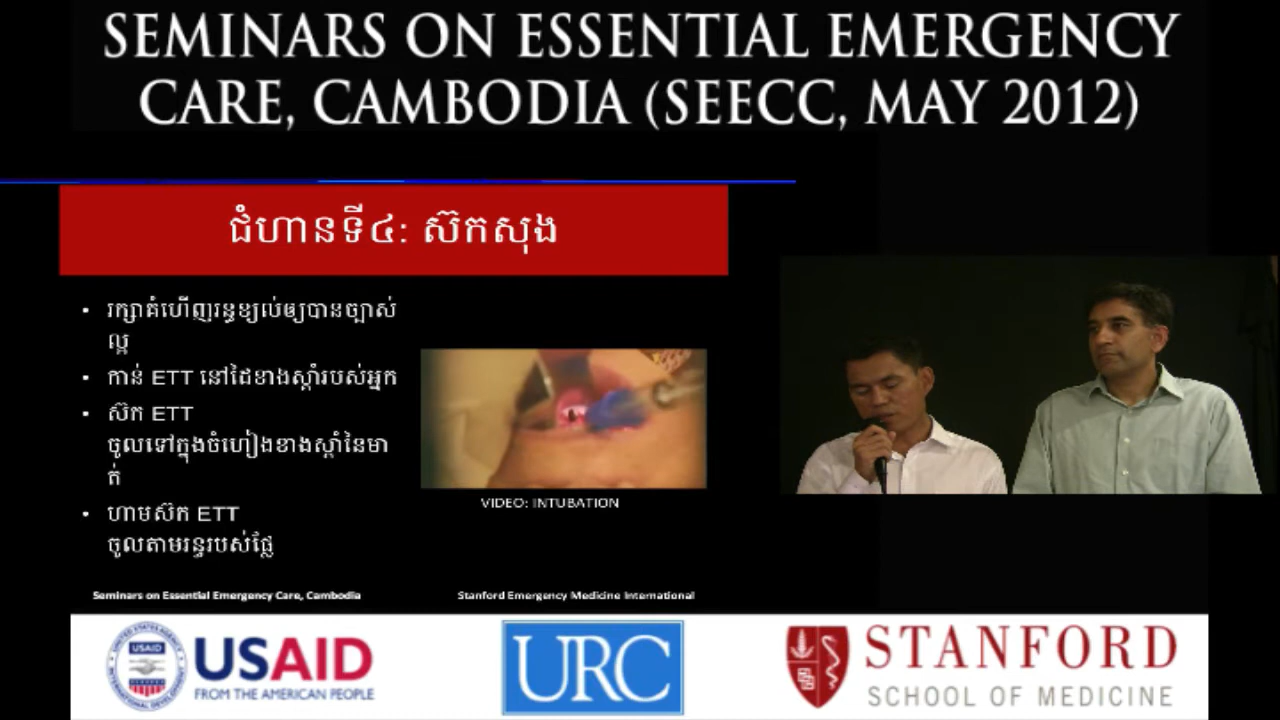 SEMINARS ON ESSENTIAL EMERGENCY
CARE, CAMBODIA (SEECC, MAY 2012)
ជំហានទី៤: ស៊កសុង
• រក្សាគំហើញរន្ធខ្យល់ឲ្យបានច្បាស់
ល្អ
• កាន់ ETT នៅដៃខាងស្តាំរបស់អ្នក
• ស៊ក ETT
ចូលទៅក្នុងចំហៀងខាងស្តាំនៃមា
ត់
• ហាមស៊ក ETT
ចូលតាមរន្ធរបស់ផ្លែ
VIDEO: INTUBATION
Seminars on Essential Emergency Care, Cambodia
Stanford Emergency Medicine International
USAID
USAID
FROM THE AMERICAN PEOPLE
URC
STANFORD
SCHOOL OF MEDICINE